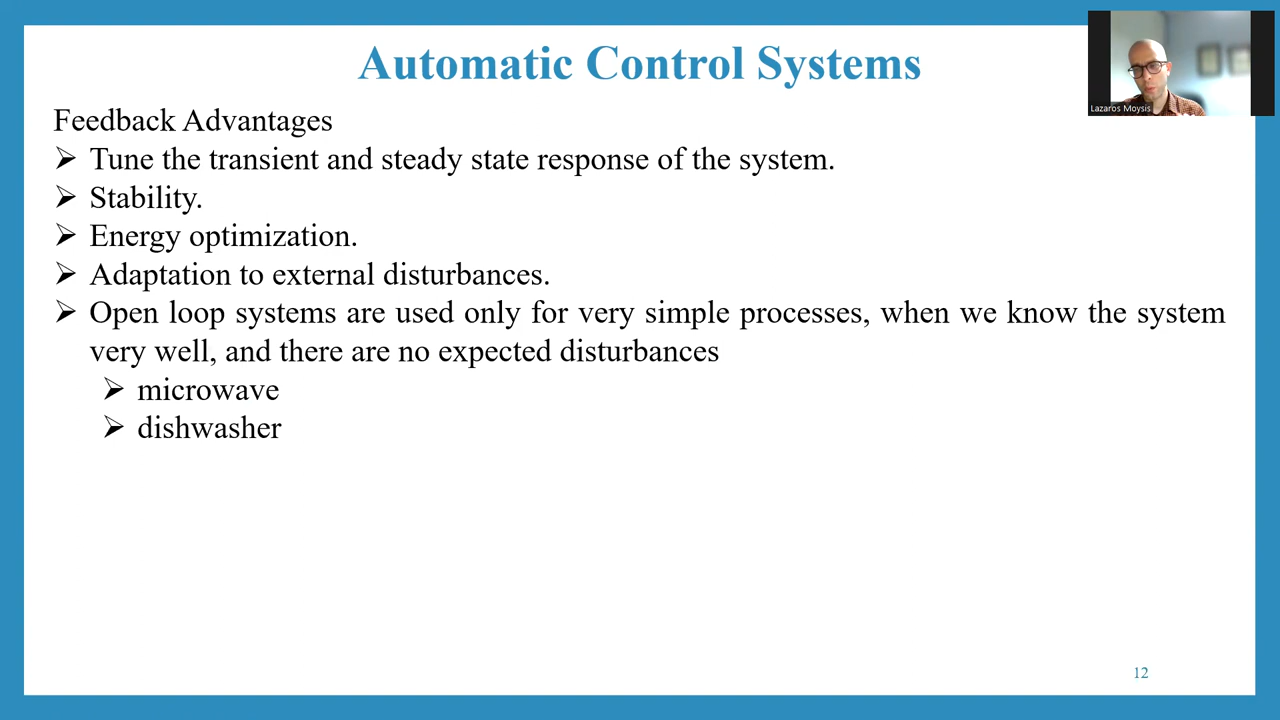 Automatic Control Systems
Lazaros Moysis
Feedback Advantages
➢ Tune the transient and steady state response of the system.
➢ Stability.
➢ Energy optimization.
➢ Adaptation to external disturbances.
➢ Open loop systems are used only for very simple processes, when we know the system
very well, and there are no expected disturbances
➢ microwave
➢ dishwasher
12